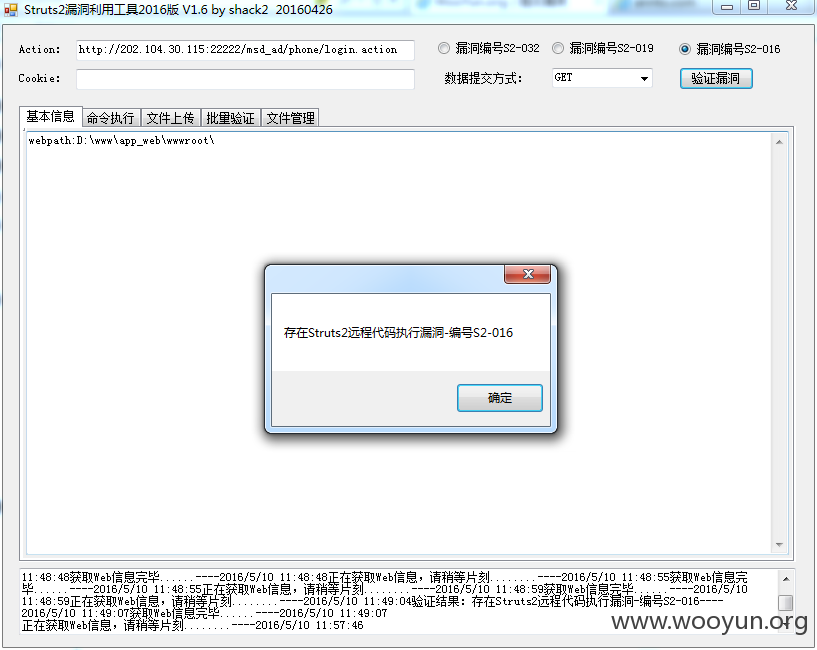 Struts2漏洞利用工具2016版 V1.6 by shack2 20160426
Action: http://202.104.30.115:22222/msd_ad/phone/login.action 漏洞编号S2-032 漏洞编号S2-019 漏洞编号S2-016
Cookie: 数据提交方式: GET 验证漏洞
基本信息 命令执行 文件上传 批量验证 文件管理
webpath:D:\www\app_web\wwwroot\
存在Struts2远程代码执行漏洞-编号S2-016
确定
11:48:48获取Web信息完毕......----2016/5/10 11:48:48正在获取Web信息，请稍等片刻........----2016/5/10 11:48:55获取Web信息完
毕......----2016/5/10 11:48:55正在获取Web信息，请稍等片刻........----2016/5/10 11:48:59获取Web信息完毕......----2016/5/10
11:48:59正在获取Web信息，请稍等片刻........----2016/5/10 11:49:04验证结果：存在Struts2远程代码执行漏洞-编号S2-016----
2016/5/10 11:49:07获取Web信息完毕......----2016/5/10 11:49:07
正在获取Web信息，请稍等片刻........----2016/5/10 11:57:46
www.wooyun.org